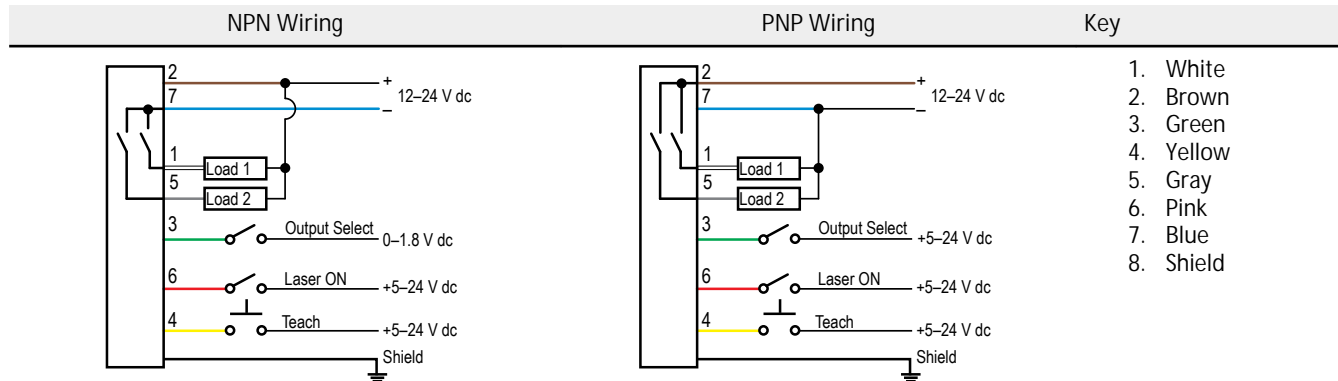 NPN Wiring
PNP Wiring
Key
2
+
7
12–24 V dc
–
1
Load 1
5
Load 2
3
Output Select
0–1.8 V dc
6
Laser ON
+5–24 V dc
4
Teach
+5–24 V dc
Shield
2
+
7
12–24 V dc
–
1
Load 1
5
Load 2
3
Output Select
+5–24 V dc
6
Laser ON
+5–24 V dc
4
Teach
+5–24 V dc
Shield
1. White
2. Brown
3. Green
4. Yellow
5. Gray
6. Pink
7. Blue
8. Shield